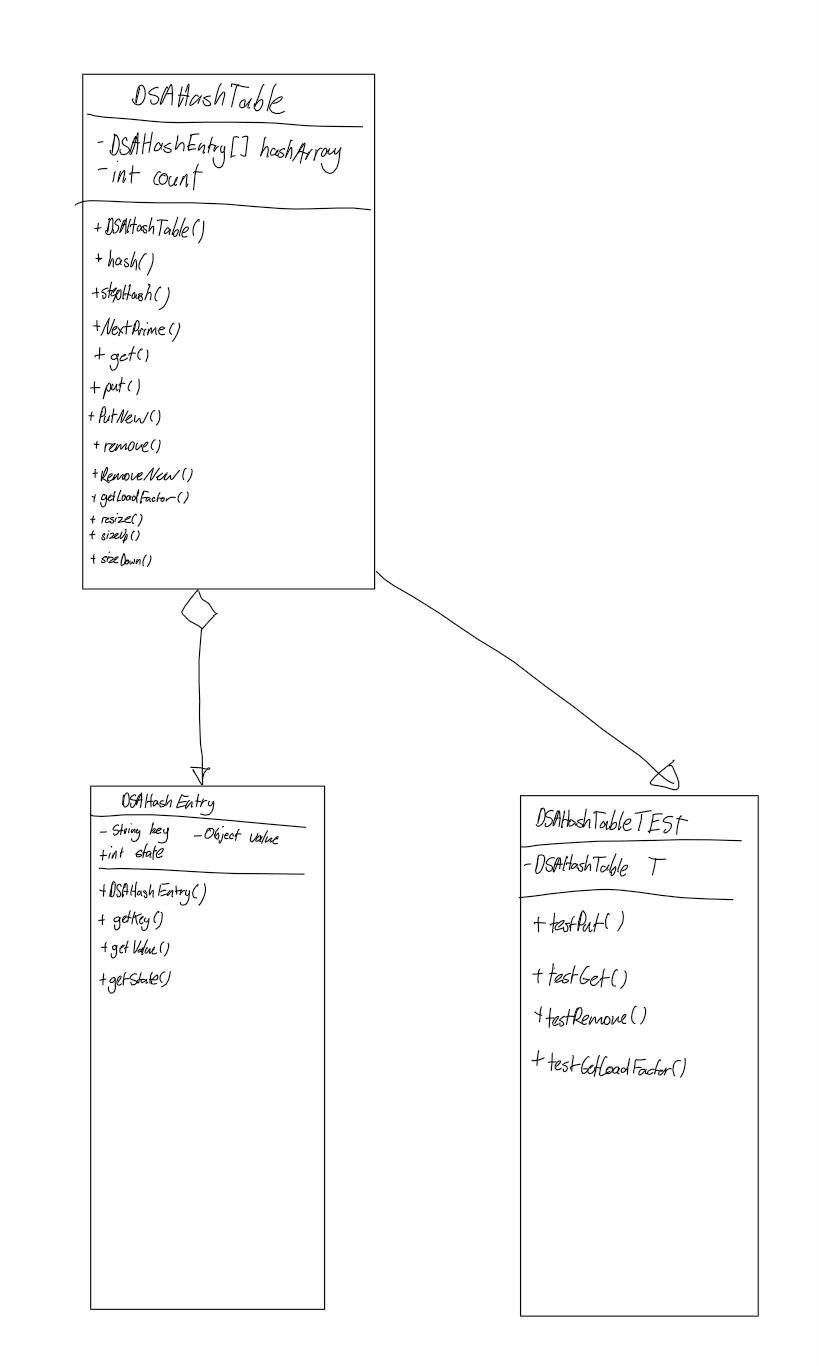 DSAHashTable
- DSAHashEntry[] hashArray
- int count
+ DSAHashTable()
+ hash()
+ stepHash()
+ NextPrime()
+ get()
+ put()
+ PutNew()
+ remove()
+ RemoveNew()
+ getLoadFactor()
+ resize()
+ sizeUp()
+ sizeDown()
DSAHashEntry
- String key - Object value
+ int state
+ DSAHashEntry()
+ getKey()
+ getValue()
+ getState()
DSAHashTableTEST
- DSAHashTable T
+ testPut()
+ testGet()
+ testRemove()
+ testGetLoadFactor()